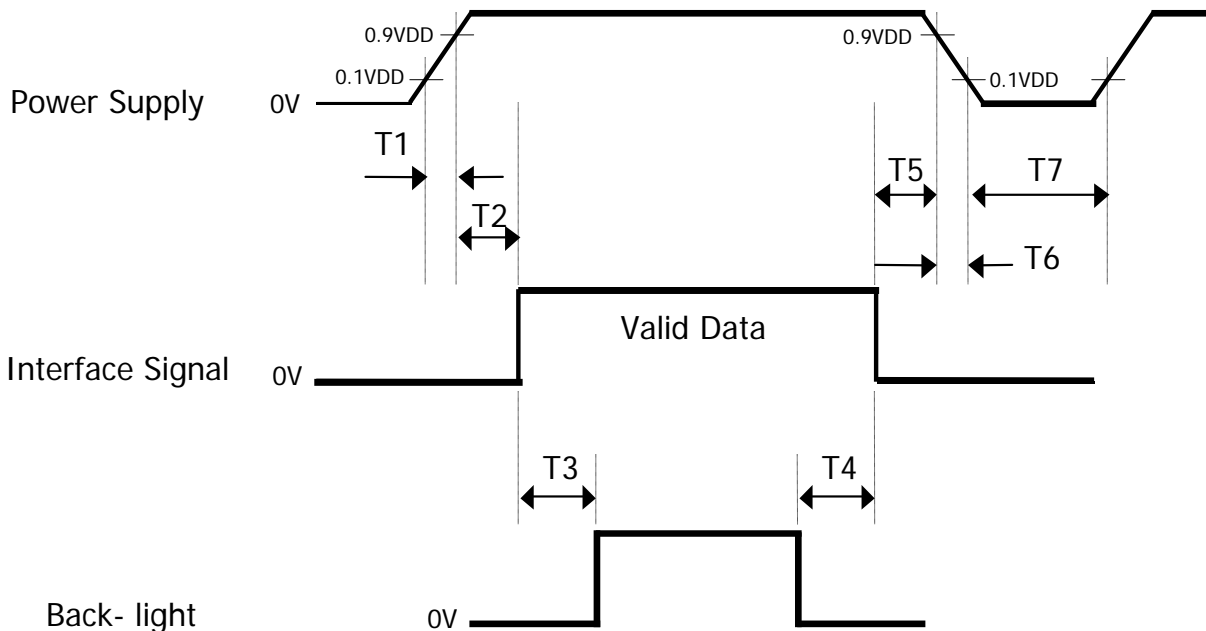 0.9VDD
0.9VDD
0.1VDD
0.1VDD
Power Supply
0V
T1
T5
T7
T2
T6
Valid Data
Interface Signal
0V
T3
T4
Back- light
0V